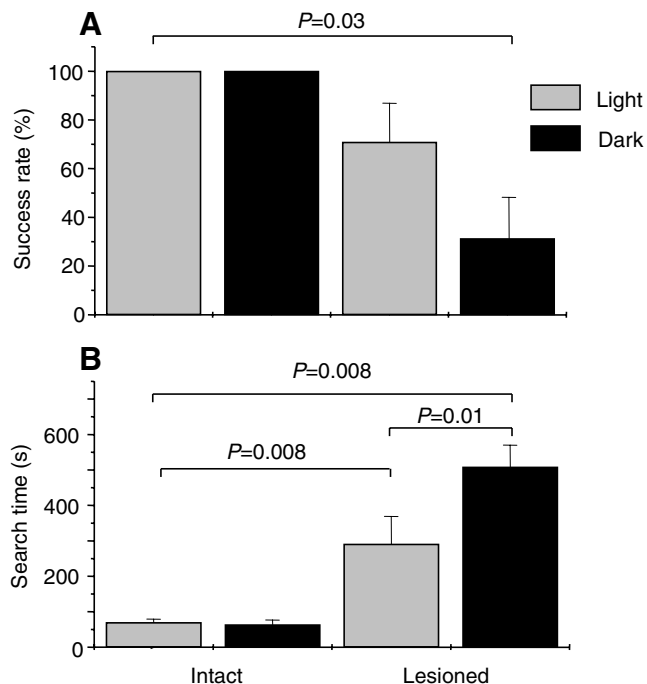 A
P=0.03
100
80
60
40
20
0
Success rate (%)
Light
Dark
B
P=0.008
P=0.01
P=0.008
600
400
200
0
Search time (s)
Intact
Lesioned